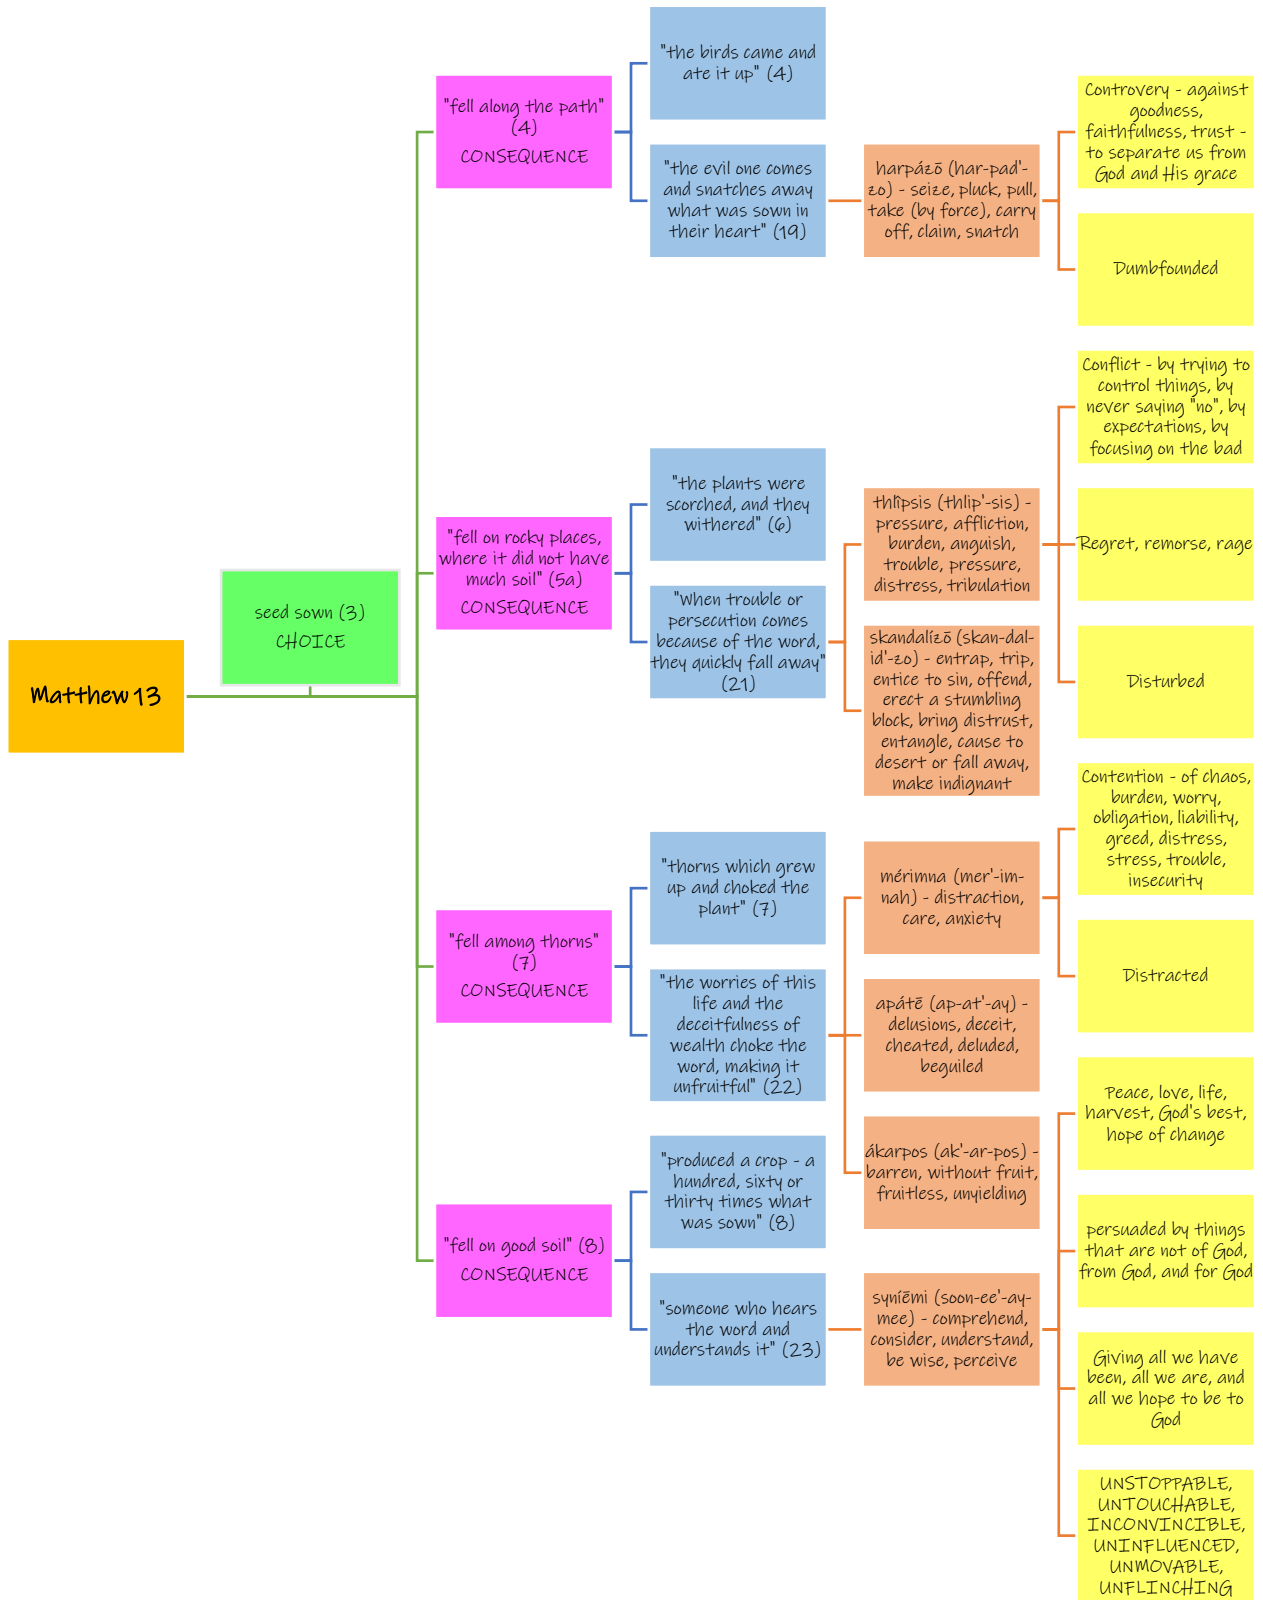 Matthew 13
seed sown (3)
CHOICE
"fell along the path"
(4)
CONSEQUENCE
"the birds came and
ate it up" (4)
"the evil one comes
and snatches away
what was sown in
their heart" (19)
harpázō (har-pad'-
zo) - seize, pluck, pull,
take (by force), carry
off, claim, snatch
Controvery - against
goodness,
faithfulness, trust -
to separate us from
God and His grace
Dumbfounded
"fell on rocky places,
where it did not have
much soil" (5a)
CONSEQUENCE
"the plants were
scorched, and they
withered" (6)
"When trouble or
persecution comes
because of the word,
they quickly fall away"
(21)
thlîpsis (thlip'-sis) -
pressure, affliction,
burden, anguish,
trouble, pressure,
distress, tribulation
skandalízō (skan-dal-
id'-zo) - entrap, trip,
entice to sin, offend,
erect a stumbling
block, bring distrust,
entangle, cause to
desert or fall away,
make indignant
Conflict - by trying to
control things, by
never saying "no", by
expectations, by
focusing on the bad
Regret, remorse, rage
Disturbed
"fell among thorns"
(7)
CONSEQUENCE
"thorns which grew
up and choked the
plant" (7)
"the worries of this
life and the
deceitfulness of
wealth choke the
word, making it
unfruitful" (22)
mérimna (mer'-im-
nah) - distraction,
care, anxiety
apátē (ap-at'-ay) -
delusions, deceit,
cheated, deluded,
beguiled
ákarpos (ak'-ar-pos) -
barren, without fruit,
fruitless, unyielding
Contention - of chaos,
burden, worry,
obligation, liability,
greed, distress,
stress, trouble,
insecurity
Distracted
"fell on good soil" (8)
CONSEQUENCE
"produced a crop - a
hundred, sixty or
thirty times what
was sown" (8)
"someone who hears
the word and
understands it" (23)
syníēmi (soon-ee'-ay-
mee) - comprehend,
consider, understand,
be wise, perceive
Peace, love, life,
harvest, God's best,
hope of change
persuaded by things
that are not of God,
from God, and for God
Giving all we have
been, all we are, and
all we hope to be to
God
UNSTOPPABLE,
UNTOUCHABLE,
INCONVINCIBLE,
UNINFLUENCED,
UNMOVABLE,
UNFLINCHING